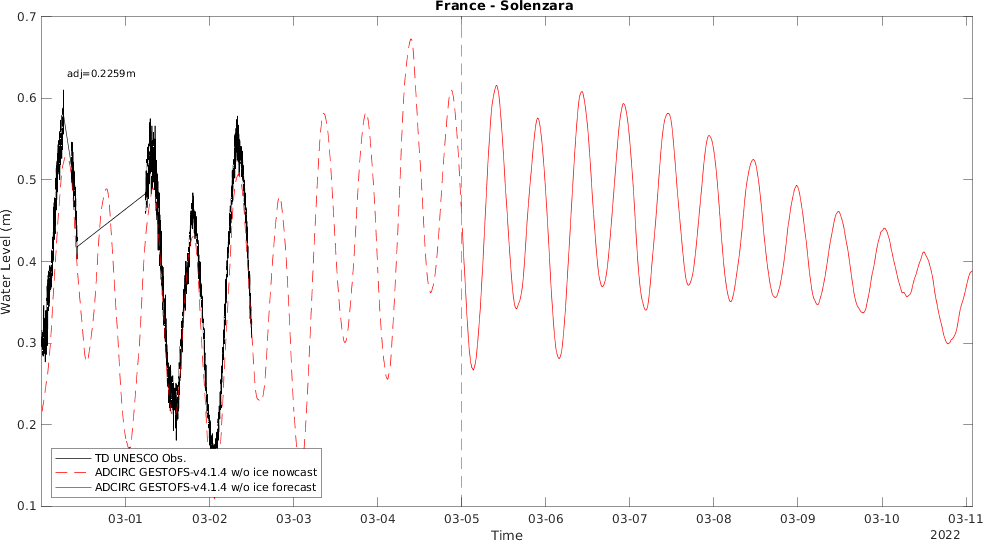 France - Solenzara
0.7
0.6
0.5
0.4
0.3
0.2
0.1
Water Level (m)
adj=0.2259m
TD UNESCO Obs.
ADCIRC GESTOFS-v4.1.4 w/o ice nowcast
ADCIRC GESTOFS-v4.1.4 w/o ice forecast
03-01 03-02 03-03 03-04 03-05 03-06 03-07 03-08 03-09 03-10 03-11
Time
2022